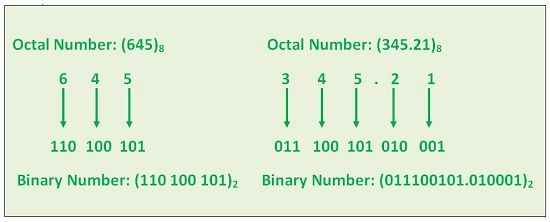 Octal Number: (645)₈
6 4 5
110 100 101
Binary Number: (110 100 101)₂
Octal Number: (345.21)₈
3 4 5 . 2 1
011 100 101 010 001
Binary Number: (011100101.010001)₂